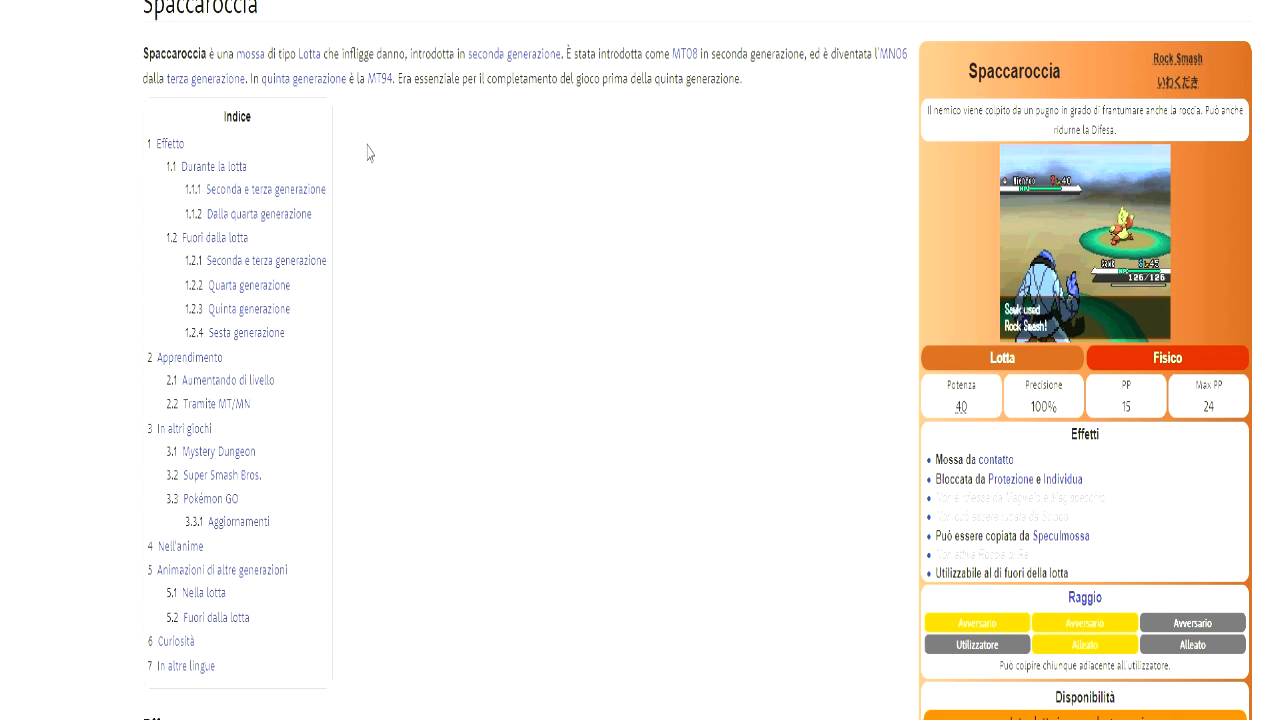 Spaccaroccia
Spaccaroccia è una mossa di tipo Lotta che infligge danno, introdotta in seconda generazione. È stata introdotta come MT08 in seconda generazione, ed è diventata l'MN06
dalla terza generazione. In quinta generazione è la MT94. Era essenziale per il completamento del gioco prima della quinta generazione.
Indice
1 Effetto
1.1 Durante la lotta
1.1.1 Seconda e terza generazione
1.1.2 Dalla quarta generazione
1.2 Fuori dalla lotta
1.2.1 Seconda e terza generazione
1.2.2 Quarta generazione
1.2.3 Quinta generazione
1.2.4 Sesta generazione
2 Apprendimento
2.1 Aumentando di livello
2.2 Tramite MT/MN
3 In altri giochi
3.1 Mystery Dungeon
3.2 Super Smash Bros.
3.3 Pokémon GO
3.3.1 Aggiornamenti
4 Nell'anime
5 Animazioni di altre generazioni
5.1 Nella lotta
5.2 Fuori dalla lotta
6 Curiosità
7 In altre lingue
Spaccaroccia
Rock Smash
いわくだき
Il nemico viene colpito da un pugno in grado di frantumare anche la roccia. Può anche
ridurne la Difesa.
Sawk used
Rock Smash!
126/126
Lotta
Fisico
Potenza
40
Precisione
100%
PP
15
Max PP
24
Effetti
Mossa da contatto
Bloccata da Protezione e Individua
Può essere copiata da Speculmossa
Utilizzabile al di fuori della lotta
Raggio
Avversario Avversario Avversario
Utilizzatore Alleato Alleato
Può colpire chiunque adiacente all'utilizzatore.
Disponibilità